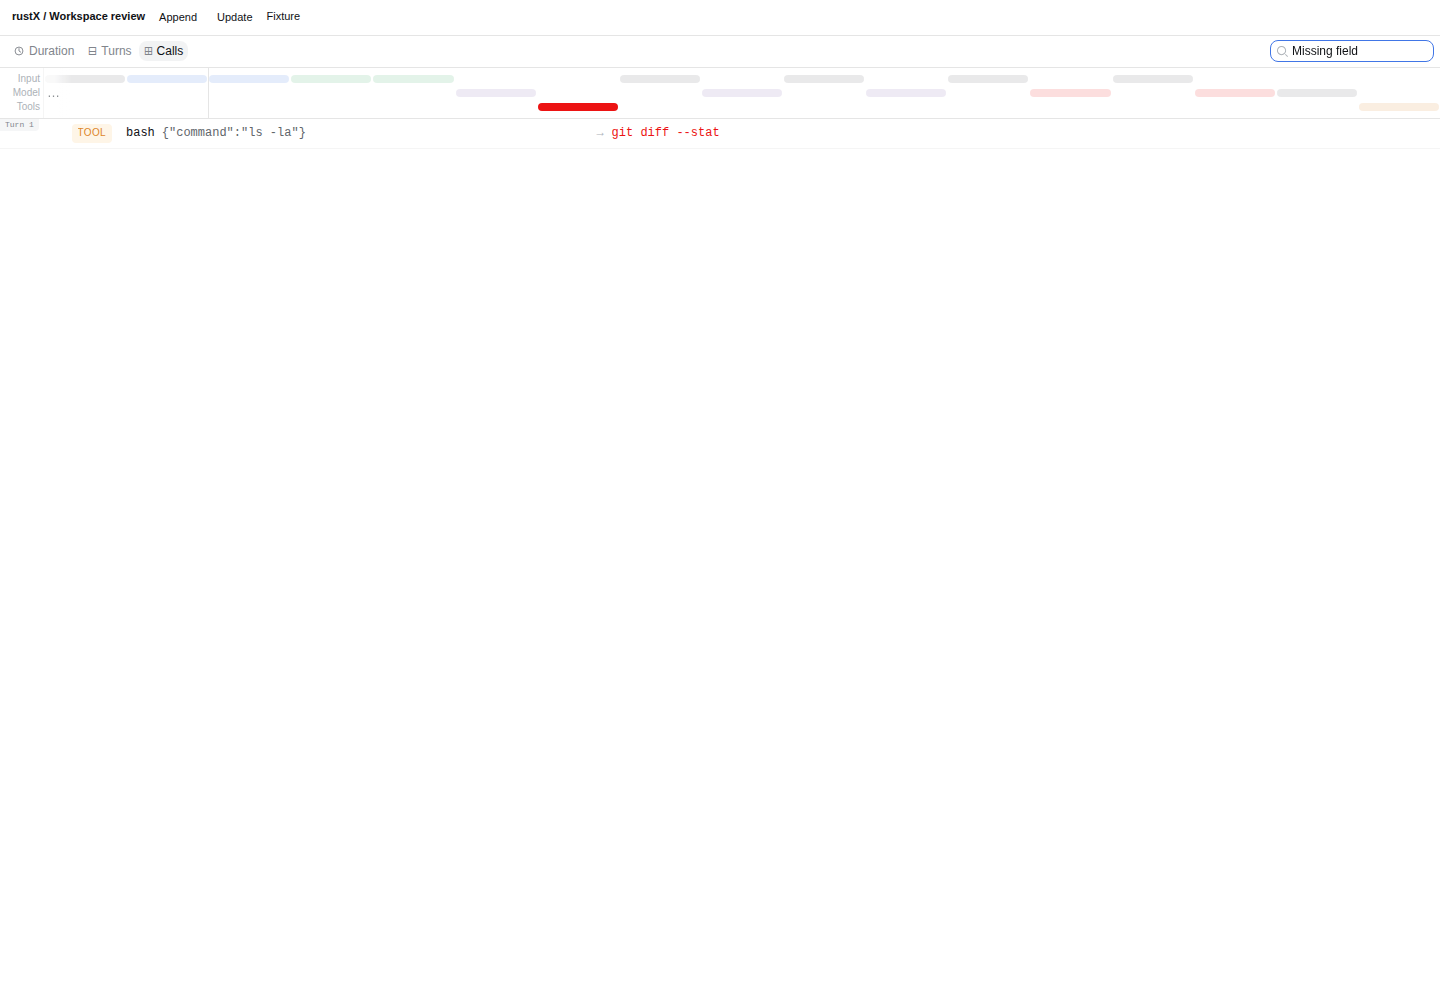 rustX / Workspace review Append Update Fixture
Duration Turns Calls Missing field
Input
Model ...
Tools
Turn 1
TOOL bash {"command":"ls -la"} → git diff --stat